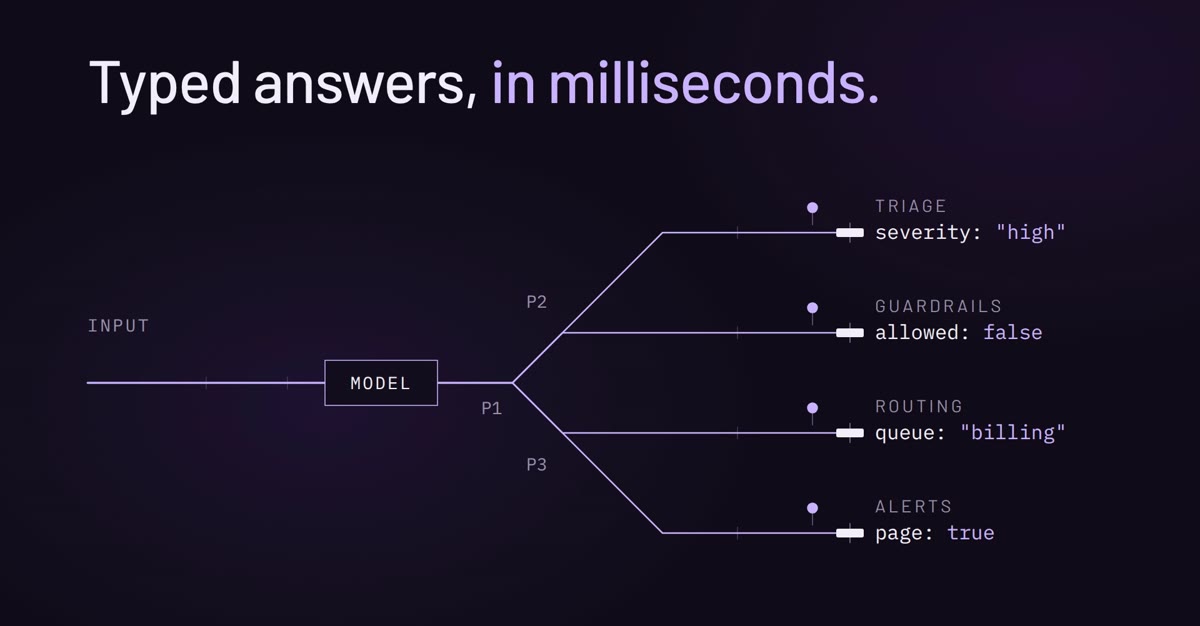 Typed answers, in milliseconds.
TRIAGE
severity: "high"
P2
GUARDRAILS
allowed: false
INPUT
MODEL
P1
ROUTING
queue: "billing"
P3
ALERTS
page: true